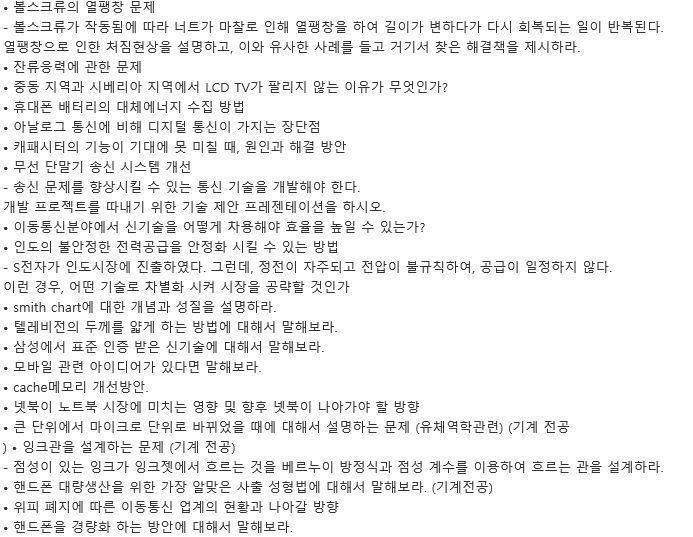 • 볼스크류의 열팽창 문제
- 볼스크류가 작동됨에 따라 너트가 마찰로 인해 열팽창을 하여 길이가 변하다가 다시 회복되는 일이 반복된다.
열팽창으로 인한 처짐현상을 설명하고, 이와 유사한 사례를 들고 거기서 찾은 해결책을 제시하라.
• 잔류응력에 관한 문제
• 중동 지역과 시베리아 지역에서 LCD TV가 팔리지 않는 이유가 무엇인가?
• 휴대폰 배터리의 대체에너지 수집 방법
• 아날로그 통신에 비해 디지털 통신이 가지는 장단점
• 캐패시터의 기능이 기대에 못 미칠 때, 원인과 해결 방안
• 무선 단말기 송신 시스템 개선
- 송신 문제를 향상시킬 수 있는 통신 기술을 개발해야 한다.
개발 프로젝트를 따내기 위한 기술 제안 프레젠테이션을 하시오.
• 이동통신분야에서 신기술을 어떻게 차용해야 효율을 높일 수 있는가?
• 인도의 불안정한 전력공급을 안정화 시킬 수 있는 방법
- S전자가 인도시장에 진출하였다. 그런데, 정전이 자주되고 전압이 불규칙하여, 공급이 일정하지 않다.
이런 경우, 어떤 기술로 차별화 시켜 시장을 공략할 것인가
• smith chart에 대한 개념과 성질을 설명하라.
• 텔레비전의 두께를 얇게 하는 방법에 대해서 말해보라.
• 삼성에서 표준 인증 받은 신기술에 대해서 말해보라.
• 모바일 관련 아이디어가 있다면 말해보라.
• cache메모리 개선방안.
• 넷북이 노트북 시장에 미치는 영향 및 향후 넷북이 나아가야 할 방향
• 큰 단위에서 마이크로 단위로 바뀌었을 때에 대해서 설명하는 문제 (유체역학관련) (기계 전공
) • 잉크관을 설계하는 문제 (기계 전공)
- 점성이 있는 잉크가 잉크젯에서 흐르는 것을 베르누이 방정식과 점성 계수를 이용하여 흐르는 관을 설계하라.
• 핸드폰 대량생산을 위한 가장 알맞은 사출 성형법에 대해서 말해보라. (기계전공)
• 위피 폐지에 따른 이동통신 업계의 현황과 나아갈 방향
• 핸드폰을 경량화 하는 방안에 대해서 말해보라.